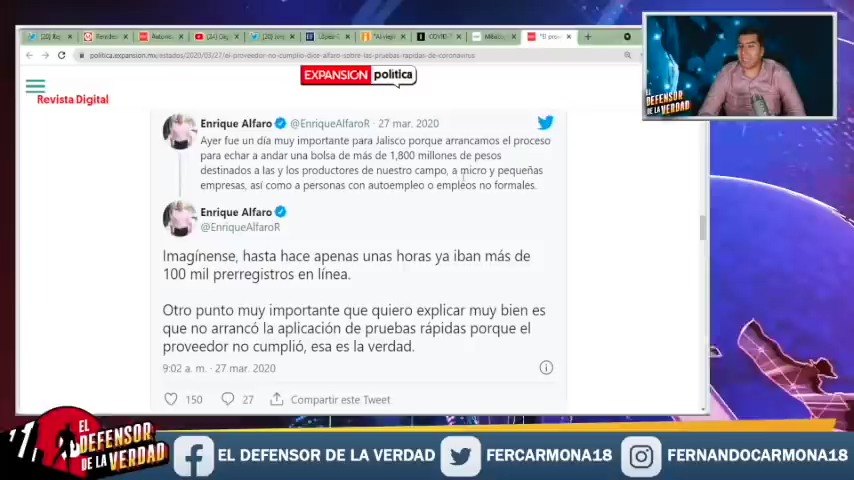 politica.expansion.mx/estados/2020/03/27/el-proveedor-no-cumplio-dice-alfaro-sobre-las-pruebas-rapidas-de-coronavirus
EXPANSION politica
Revista Digital
Enrique Alfaro @EnriqueAlfaroR · 27 mar. 2020
Ayer fue un día muy importante para Jalisco porque arrancamos el proceso
para echar a andar una bolsa de más de 1,800 millones de pesos
destinados a las y los productores de nuestro campo, a micro y pequeñas
empresas, así como a personas con autoempleo o empleos no formales.
Enrique Alfaro
@EnriqueAlfaroR
Imagínense, hasta hace apenas unas horas ya iban más de
100 mil prerregistros en línea.
Otro punto muy importante que quiero explicar muy bien es
que no arrancó la aplicación de pruebas rápidas porque el
proveedor no cumplió, esa es la verdad.
9:02 a. m. · 27 mar. 2020
150 27 Compartir este Tweet
EL
DEFENSOR
DE LA
VERDAD
EL
DEFENSOR
DE LA VERDAD
EL DEFENSOR DE LA VERDAD FERCARMONA18 FERNANDOCARMONA18